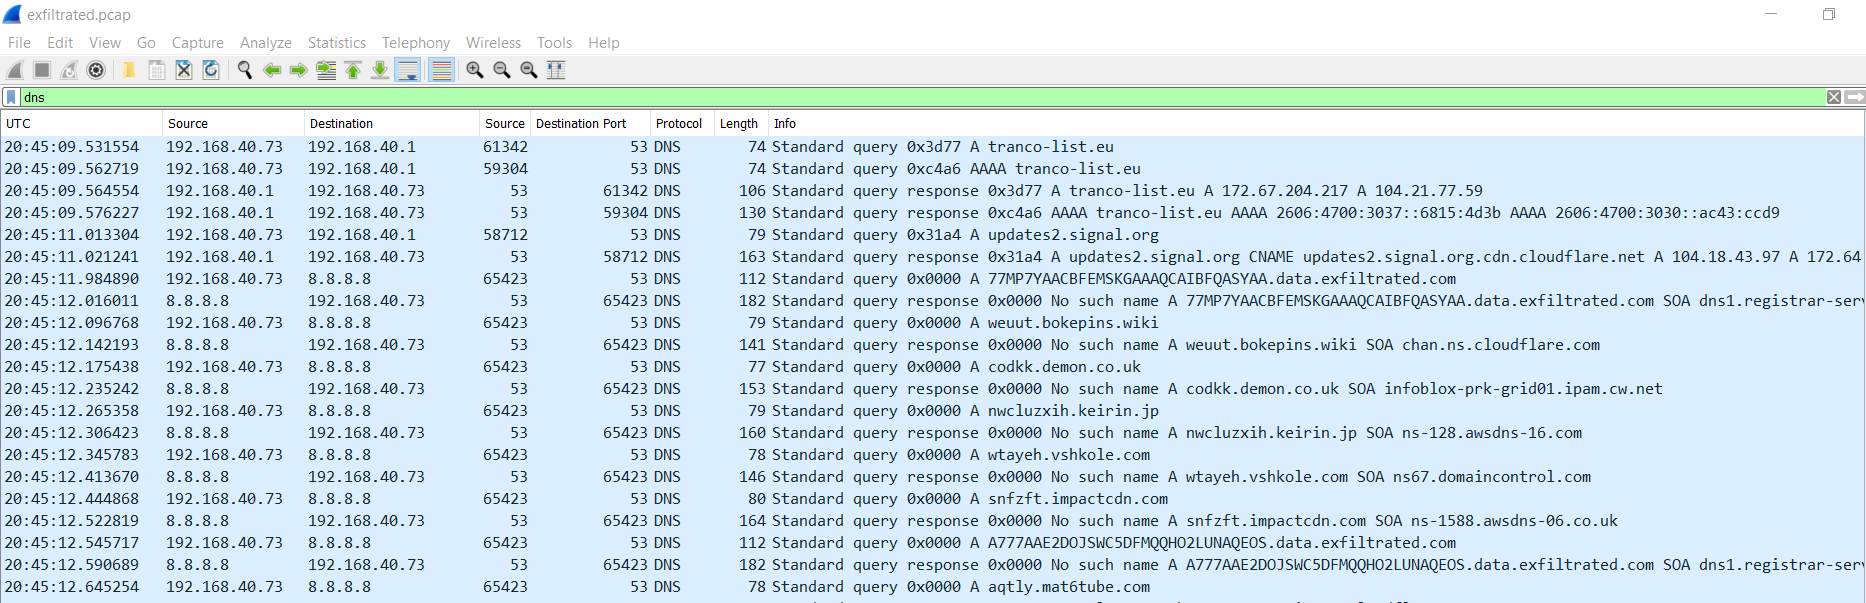 exfiltrated.pcap
File Edit View Go Capture Analyze Statistics Telephony Wireless Tools Help
dns
UTC Source Destination Source Destination Port Protocol Length Info
20:45:09.531554 192.168.40.73 192.168.40.1 61342 53 DNS 74 Standard query 0x3d77 A tranco-list.eu
20:45:09.562719 192.168.40.73 192.168.40.1 59304 53 DNS 74 Standard query 0xc4a6 AAAA tranco-list.eu
20:45:09.564554 192.168.40.1 192.168.40.73 53 61342 DNS 106 Standard query response 0x3d77 A tranco-list.eu A 172.67.204.217 A 104.21.77.59
20:45:09.576227 192.168.40.1 192.168.40.73 53 59304 DNS 130 Standard query response 0xc4a6 AAAA tranco-list.eu AAAA 2606:4700:3037::6815:4d3b AAAA 2606:4700:3030::ac43:ccd9
20:45:11.013304 192.168.40.73 192.168.40.1 58712 53 DNS 79 Standard query 0x31a4 A updates2.signal.org
20:45:11.021241 192.168.40.1 192.168.40.73 53 58712 DNS 163 Standard query response 0x31a4 A updates2.signal.org CNAME updates2.signal.org.cdn.cloudflare.net A 104.18.43.97 A 172.64
20:45:11.984890 192.168.40.73 8.8.8.8 65423 53 DNS 112 Standard query 0x0000 A 77MP7YAACBFEMSKGAAAQCAIBFQASYAA.data.exfiltrated.com
20:45:12.016011 8.8.8.8 192.168.40.73 53 65423 DNS 182 Standard query response 0x0000 No such name A 77MP7YAACBFEMSKGAAAQCAIBFQASYAA.data.exfiltrated.com SOA dns1.registrar-serv
20:45:12.096768 192.168.40.73 8.8.8.8 65423 53 DNS 79 Standard query 0x0000 A weuut.bokepins.wiki
20:45:12.142193 8.8.8.8 192.168.40.73 53 65423 DNS 141 Standard query response 0x0000 No such name A weuut.bokepins.wiki SOA chan.ns.cloudflare.com
20:45:12.175438 192.168.40.73 8.8.8.8 65423 53 DNS 77 Standard query 0x0000 A codkk.demon.co.uk
20:45:12.235242 8.8.8.8 192.168.40.73 53 65423 DNS 153 Standard query response 0x0000 No such name A codkk.demon.co.uk SOA infoblox-prk-grid01.ipam.cw.net
20:45:12.265358 192.168.40.73 8.8.8.8 65423 53 DNS 79 Standard query 0x0000 A nwcluzxih.keirin.jp
20:45:12.306423 8.8.8.8 192.168.40.73 53 65423 DNS 160 Standard query response 0x0000 No such name A nwcluzxih.keirin.jp SOA ns-128.awsdns-16.com
20:45:12.345783 192.168.40.73 8.8.8.8 65423 53 DNS 78 Standard query 0x0000 A wtayeh.vshkole.com
20:45:12.413670 8.8.8.8 192.168.40.73 53 65423 DNS 146 Standard query response 0x0000 No such name A wtayeh.vshkole.com SOA ns67.domaincontrol.com
20:45:12.444868 192.168.40.73 8.8.8.8 65423 53 DNS 80 Standard query 0x0000 A snfzft.impactcdn.com
20:45:12.522819 8.8.8.8 192.168.40.73 53 65423 DNS 164 Standard query response 0x0000 No such name A snfzft.impactcdn.com SOA ns-1588.awsdns-06.co.uk
20:45:12.545717 192.168.40.73 8.8.8.8 65423 53 DNS 112 Standard query 0x0000 A A777AAE2DOJSWC5DFMQQHO2LUNAQEOS.data.exfiltrated.com
20:45:12.590689 8.8.8.8 192.168.40.73 53 65423 DNS 182 Standard query response 0x0000 No such name A A777AAE2DOJSWC5DFMQQHO2LUNAQEOS.data.exfiltrated.com SOA dns1.registrar-serv
20:45:12.645254 192.168.40.73 8.8.8.8 65423 53 DNS 78 Standard query 0x0000 A aqtly.mat6tube.com